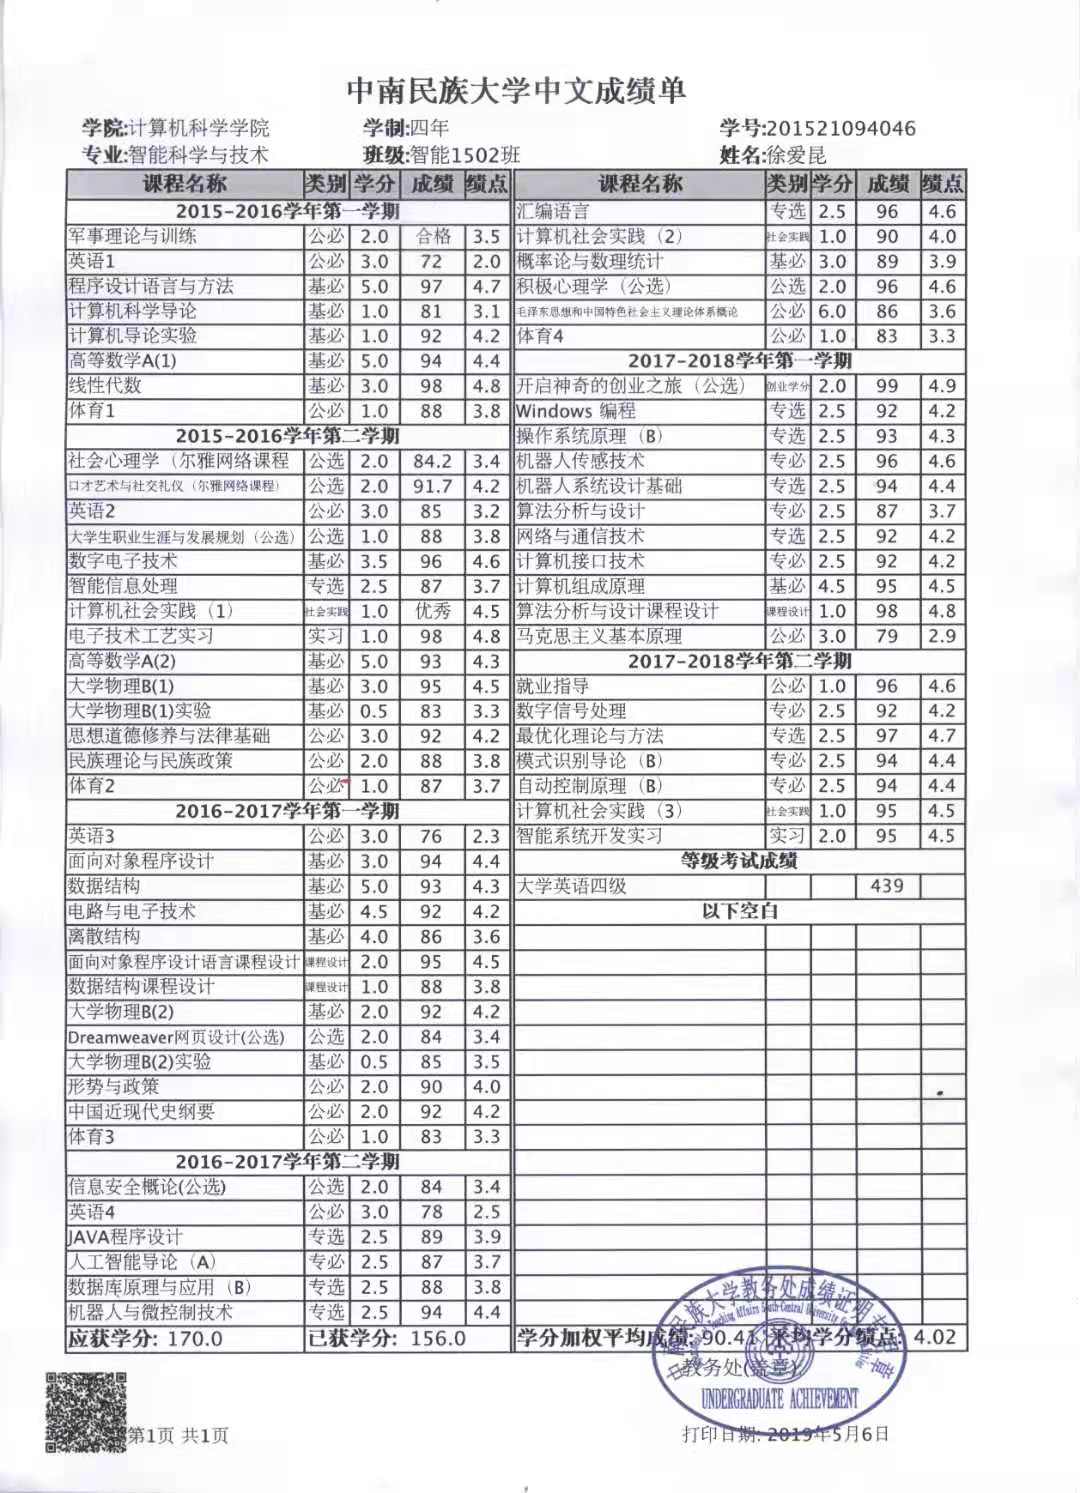 中南民族大学中文成绩单
学院:计算机科学学院 学制:四年 学号:201521094046
专业:智能科学与技术 班级:智能1502班 姓名:徐爱昆
课程名称 类别 学分 成绩 绩点
2015-2016学年第一学期
军事理论与训练 公必 2.0 合格 3.5
英语1 公必 3.0 72 2.0
程序设计语言与方法 基必 5.0 97 4.7
计算机科学导论 基必 1.0 81 3.1
计算机导论实验 基必 1.0 92 4.2
高等数学A(1) 基必 5.0 94 4.4
线性代数 基必 3.0 98 4.8
体育1 公必 1.0 88 3.8
2015-2016学年第二学期
社会心理学（尔雅网络课程 公选 2.0 84.2 3.4
口才艺术与社交礼仪（尔雅网络课程） 公选 2.0 91.7 4.2
英语2 公必 3.0 85 3.2
大学生职业生涯与发展规划（公选） 公选 1.0 88 3.8
数字电子技术 基必 3.5 96 4.6
智能信息处理 专选 2.5 87 3.7
计算机社会实践（1） 社会实践 1.0 优秀 4.5
电子技术工艺实习 实习 1.0 98 4.8
高等数学A(2) 基必 5.0 93 4.3
大学物理B(1) 基必 3.0 95 4.5
大学物理B(1)实验 基必 0.5 83 3.3
思想道德修养与法律基础 公必 3.0 92 4.2
民族理论与民族政策 公必 2.0 88 3.8
体育2 公必 1.0 87 3.7
2016-2017学年第一学期
英语3 公必 3.0 76 2.3
面向对象程序设计 基必 3.0 94 4.4
数据结构 基必 5.0 93 4.3
电路与电子技术 基必 4.5 92 4.2
离散结构 基必 4.0 86 3.6
面向对象程序设计语言课程设计 课程设计 2.0 95 4.5
数据结构课程设计 课程设计 1.0 88 3.8
大学物理B(2) 基必 2.0 92 4.2
Dreamweaver网页设计(公选) 公选 2.0 84 3.4
大学物理B(2)实验 基必 0.5 85 3.5
形势与政策 公必 2.0 90 4.0
中国近现代史纲要 公必 2.0 92 4.2
体育3 公必 1.0 83 3.3
2016-2017学年第二学期
信息安全概论(公选) 公选 2.0 84 3.4
英语4 公必 3.0 78 2.5
JAVA程序设计 专选 2.5 89 3.9
人工智能导论（A） 专必 2.5 87 3.7
数据库原理与应用（B） 专选 2.5 88 3.8
机器人与微控制技术 专选 2.5 94 4.4
课程名称 类别 学分 成绩 绩点
汇编语言 专选 2.5 96 4.6
计算机社会实践（2） 社会实践 1.0 90 4.0
概率论与数理统计 基必 3.0 89 3.9
积极心理学（公选） 公选 2.0 96 4.6
毛泽东思想和中国特色社会主义理论体系概论 公必 6.0 86 3.6
体育4 公必 1.0 83 3.3
2017-2018学年第一学期
开启神奇的创业之旅（公选） 创业学分 2.0 99 4.9
Windows 编程 专选 2.5 92 4.2
操作系统原理（B） 专选 2.5 93 4.3
机器人传感技术 专必 2.5 96 4.6
机器人系统设计基础 专选 2.5 94 4.4
算法分析与设计 专必 2.5 87 3.7
网络与通信技术 专选 2.5 92 4.2
计算机接口技术 专必 2.5 92 4.2
计算机组成原理 基必 4.5 95 4.5
算法分析与设计课程设计 课程设计 1.0 98 4.8
马克思主义基本原理 公必 3.0 79 2.9
2017-2018学年第二学期
就业指导 公必 1.0 96 4.6
数字信号处理 专必 2.5 92 4.2
最优化理论与方法 专选 2.5 97 4.7
模式识别导论（B） 专必 2.5 94 4.4
自动控制原理（B） 专必 2.5 94 4.4
计算机社会实践（3） 社会实践 1.0 95 4.5
智能系统开发实习 实习 2.0 95 4.5
等级考试成绩
大学英语四级 439
以下空白
应获学分: 170.0 已获学分: 156.0 学分加权平均成绩: 90.41 平均学分绩点: 4.02
教务处(盖章):
中南民族大学教务处成绩证明专用章
UNDERGRADUATE ACHIEVEMENT
第1页 共1页 打印日期: 2019年5月6日